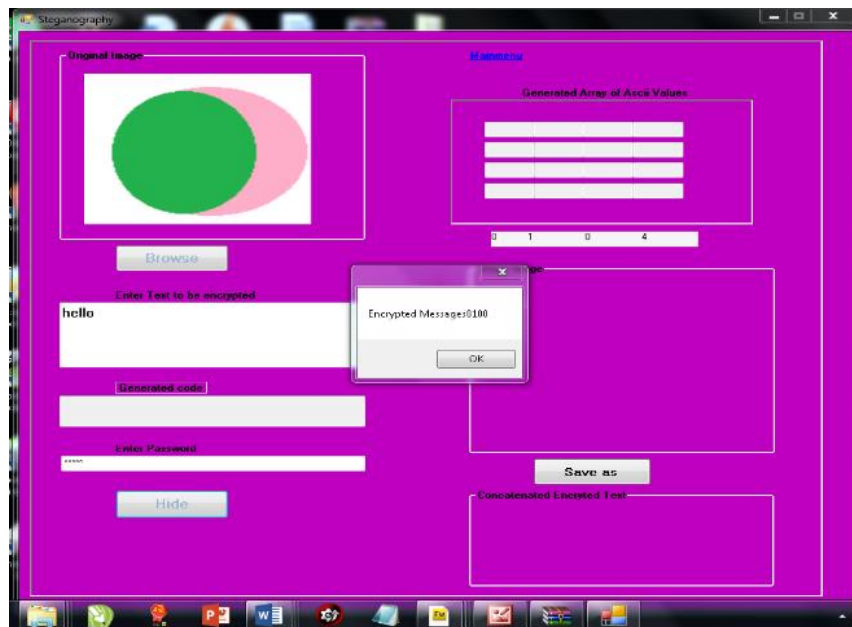 Steganography
Original Image
Mainmenu
Generated Array of Ascii Values
0 1 0 4
Browse
Enter Text to be encrypted
hello
Encrypted Messages0100
OK
Generated code
Enter Password
*****
Save as
Hide
Concatenated Encryted Text